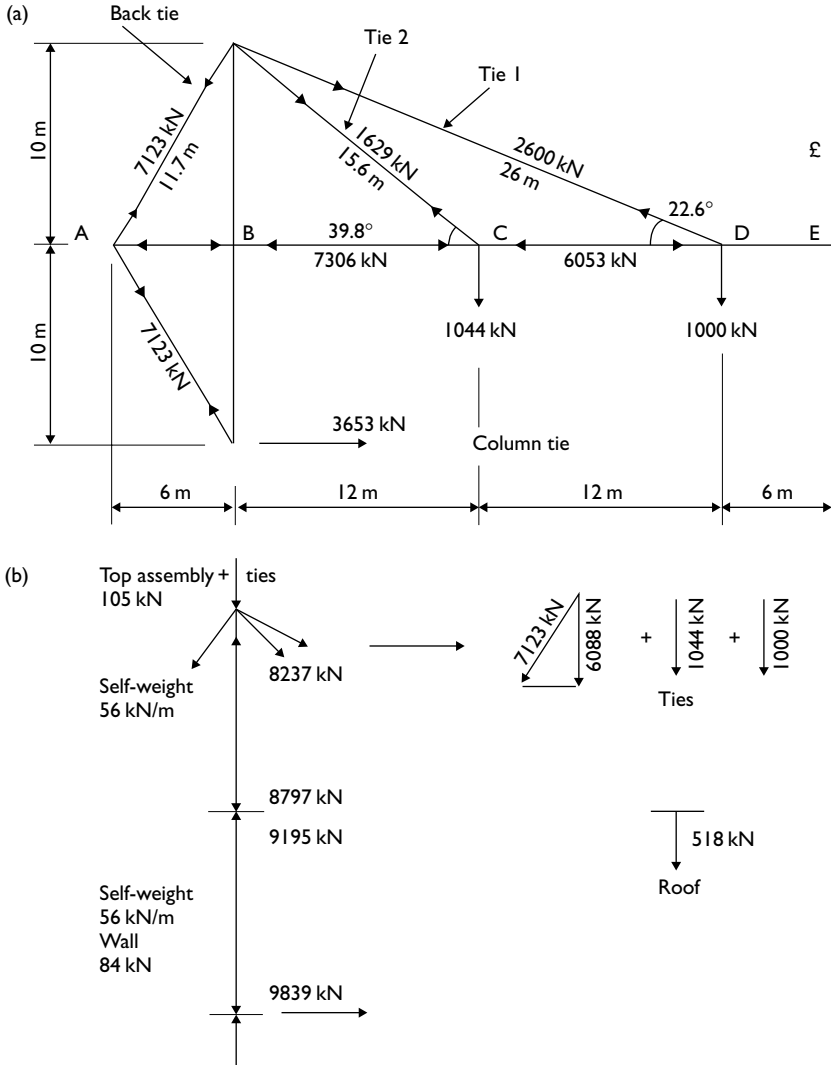 (a)
Back tie
Tie 2
Tie 1
10 m
7123 kN
11.7 m
1629 kN
15.6 m
2600 kN
26 m
£
22.6°
A
B
39.8°
C
D
E
7306 kN
6053 kN
10 m
7123 kN
1044 kN
1000 kN
3653 kN
Column tie
6 m
12 m
12 m
6 m
(b)
Top assembly + ties
105 kN
8237 kN
7123 kN
6088 kN
+
1044 kN
+
1000 kN
Ties
Self-weight
56 kN/m
8797 kN
9195 kN
518 kN
Roof
Self-weight
56 kN/m
Wall
84 kN
9839 kN